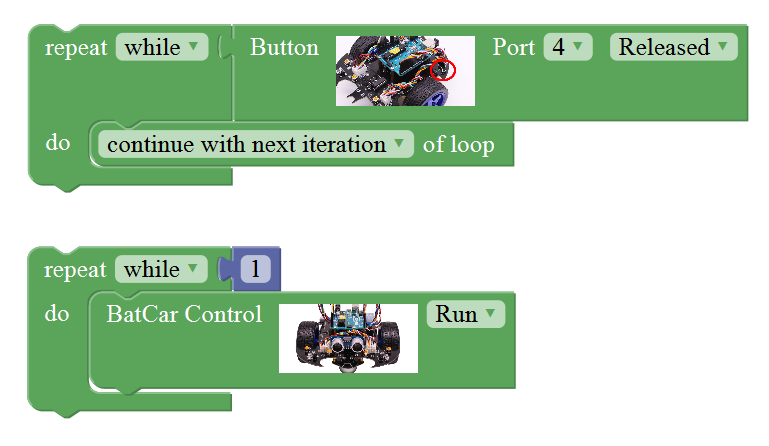 repeat while Button Port 4 Released
do continue with next iteration of loop
repeat while 1
do BatCar Control Run